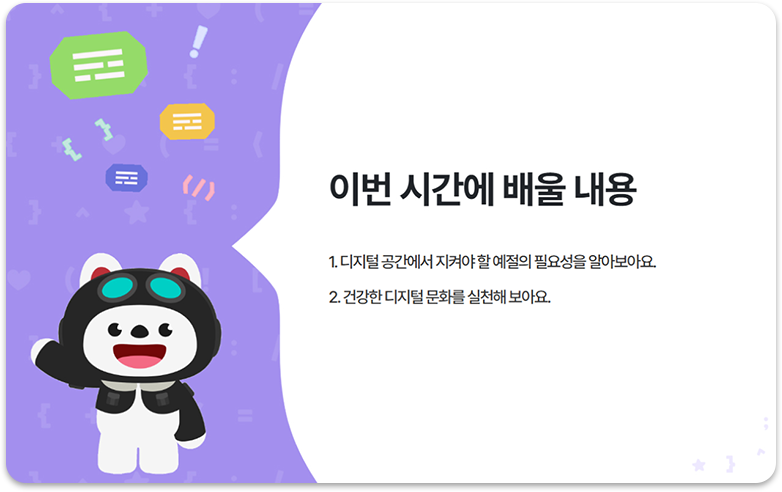 이번 시간에 배울 내용
1. 디지털 공간에서 지켜야 할 예절의 필요성을 알아보아요.
2. 건강한 디지털 문화를 실천해 보아요.